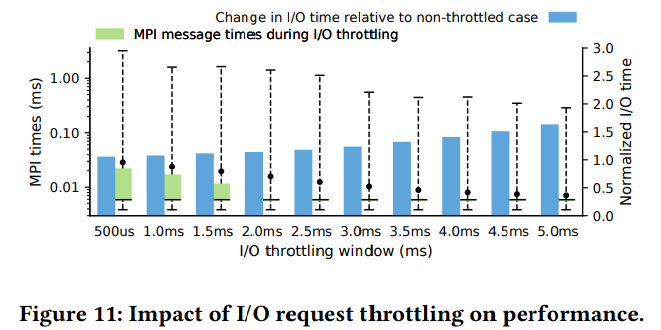 Change in I/O time relative to non-throttled case
MPI message times during I/O throttling
MPI times (ms)
1.00
0.10
0.01
3.0
2.5
2.0
1.5
1.0
0.5
0.0
Normalized I/O time
500us 1.0ms 1.5ms 2.0ms 2.5ms 3.0ms 3.5ms 4.0ms 4.5ms 5.0ms
I/O throttling window (ms)
Figure 11: Impact of I/O request throttling on performance.